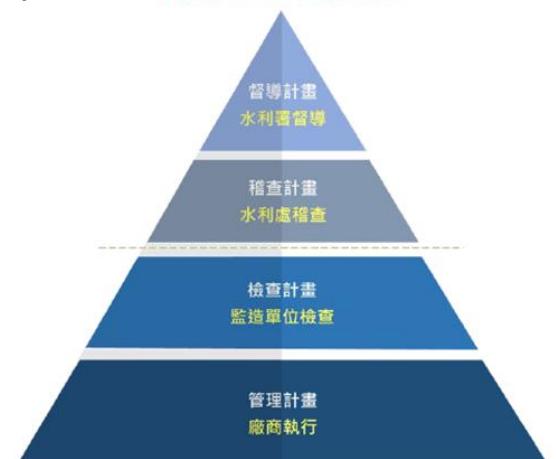 督導計畫
水利署督導
稽查計畫
水利處稽查
檢查計畫
監造單位檢查
管理計畫
廠商執行